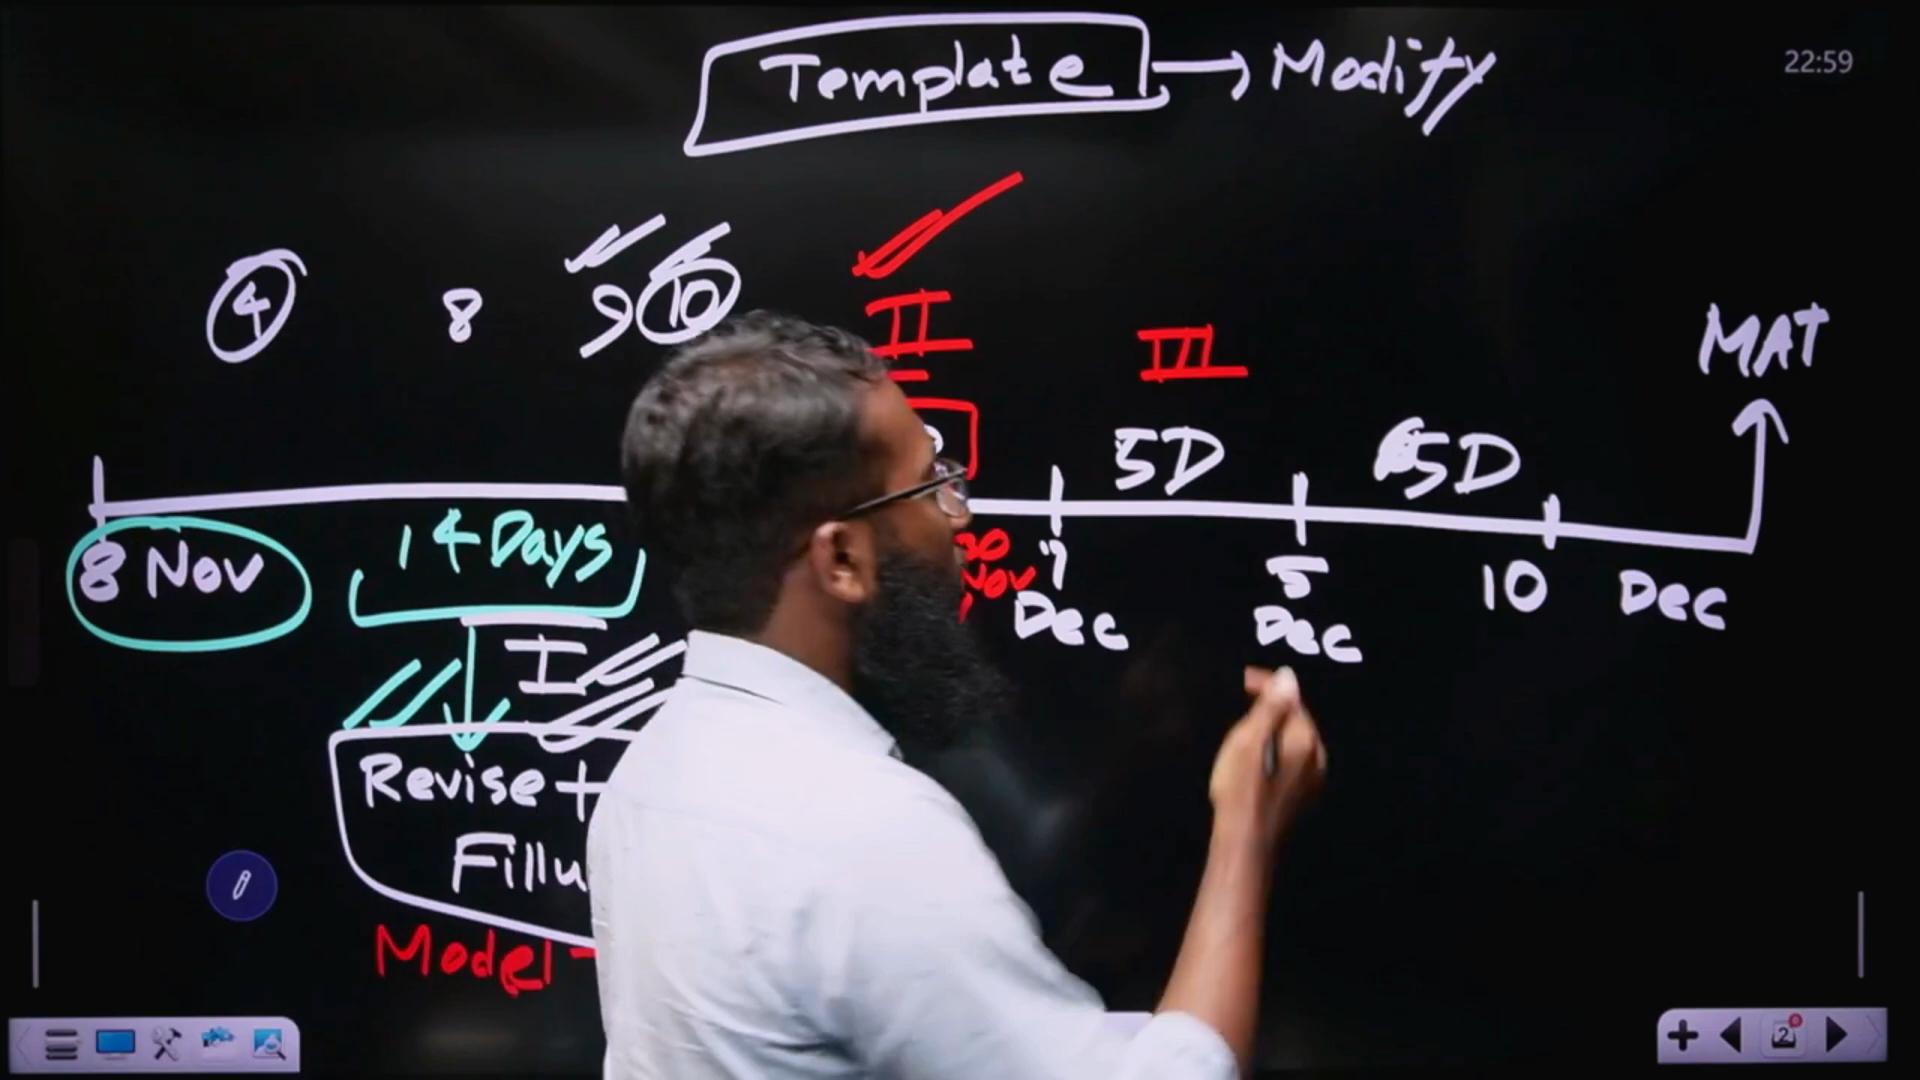 Template → Modify
22:59
4 8 9 10
II
III
MAT
5D 5D
8 Nov
14 Days
30
Nov
1
Dec
5
Dec
10 Dec
I
Revise +
Fillu
Model -
2